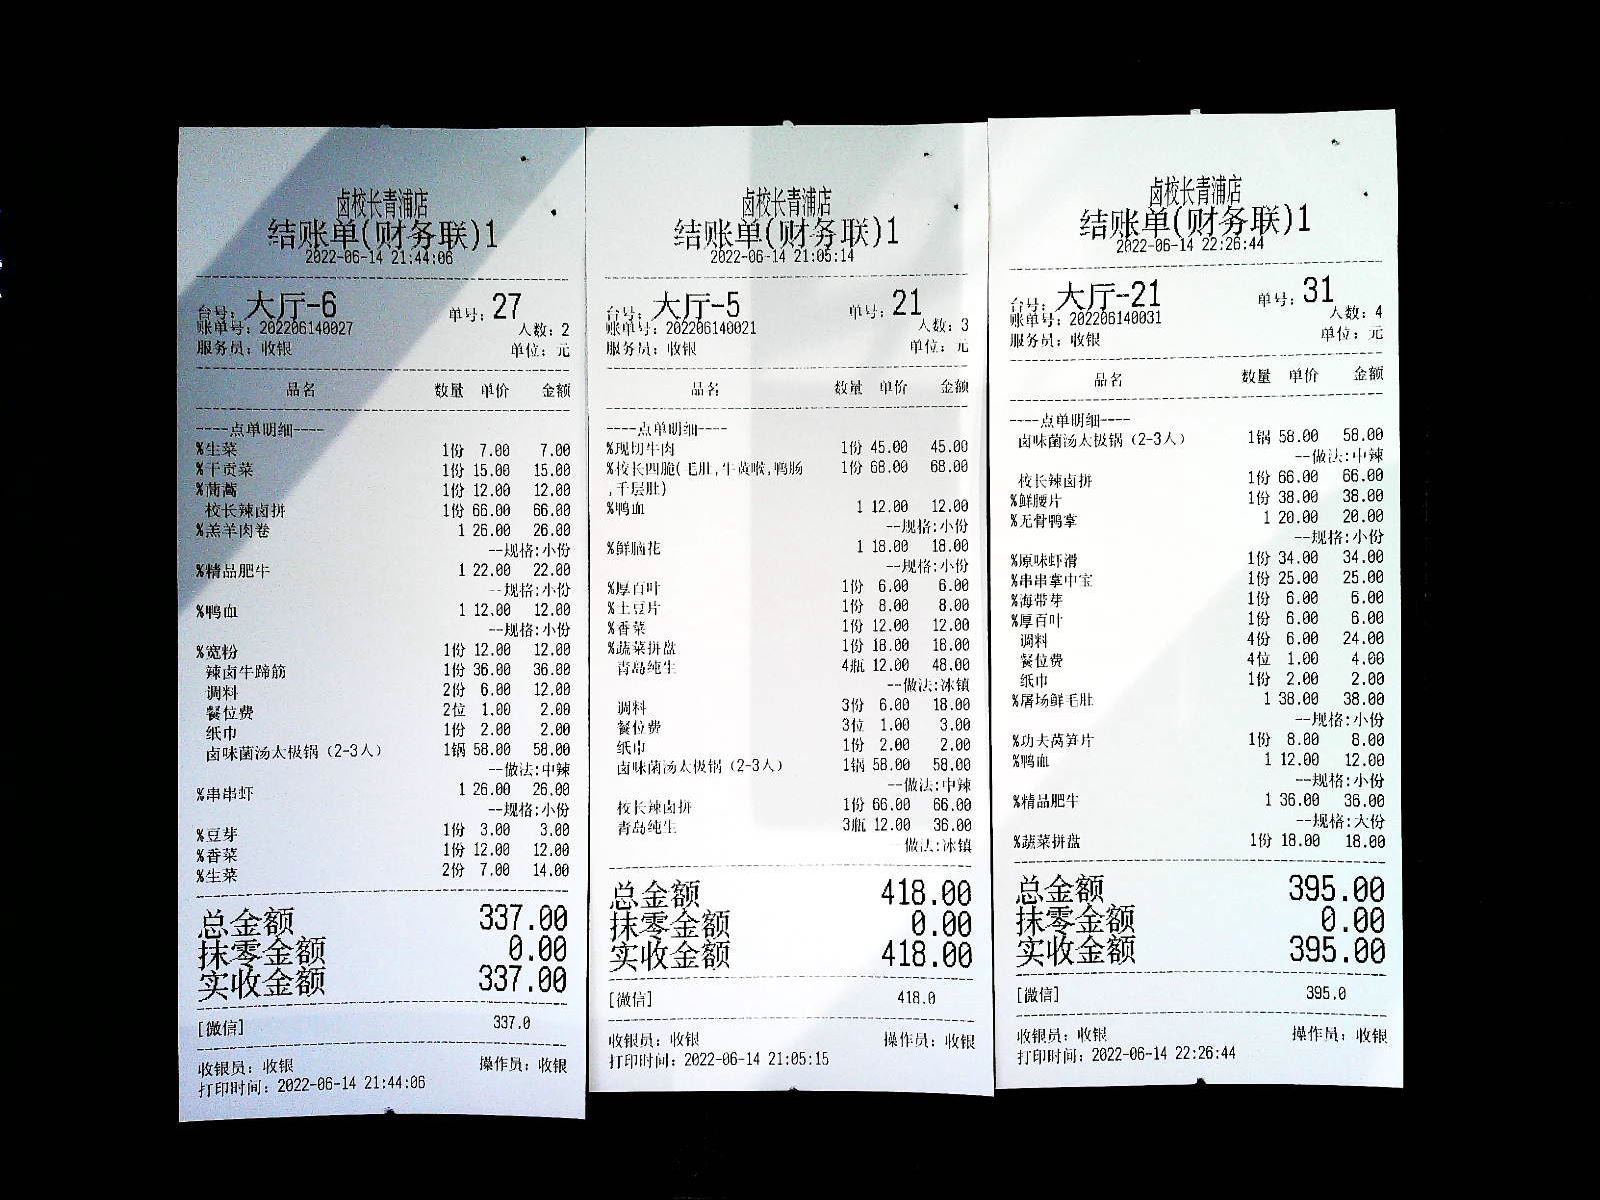 卤校长青浦店
结账单(财务联)1
2022-06-14 21:44:06
台号: 大厅-6 单号: 27
账单号: 202206140027 人数: 2
服务员: 收银 单位: 元
品名 数量 单价 金额
----点单明细----
%生菜 1份 7.00 7.00
%干贡菜 1份 15.00 15.00
%茼蒿 1份 12.00 12.00
校长辣卤拼 1份 66.00 66.00
%羔羊肉卷 1 26.00 26.00
--规格:小份
%精品肥牛 1 22.00 22.00
--规格:小份
%鸭血 1 12.00 12.00
--规格:小份
%宽粉 1份 12.00 12.00
辣卤牛蹄筋 1份 36.00 36.00
调料 2份 6.00 12.00
餐位费 2位 1.00 2.00
纸巾 1份 2.00 2.00
卤味菌汤太极锅 (2-3人) 1锅 58.00 58.00
--做法:中辣
%串串虾 1 26.00 26.00
--规格:小份
%豆芽 1份 3.00 3.00
%香菜 1份 12.00 12.00
%生菜 2份 7.00 14.00
总金额 337.00
抹零金额 0.00
实收金额 337.00
[微信] 337.0
收银员: 收银 操作员: 收银
打印时间: 2022-06-14 21:44:06
卤校长青浦店
结账单(财务联)1
2022-06-14 21:05:14
台号: 大厅-5 单号: 21
账单号: 202206140021 人数: 3
服务员: 收银 单位: 元
品名 数量 单价 金额
----点单明细----
%现切牛肉 1份 45.00 45.00
%校长四脆(毛肚,牛黄喉,鸭肠 1份 68.00 68.00
,千层肚)
%鸭血 1 12.00 12.00
--规格:小份
%鲜脑花 1 18.00 18.00
--规格:小份
%厚百叶 1份 6.00 6.00
%土豆片 1份 8.00 8.00
%香菜 1份 12.00 12.00
%蔬菜拼盘 1份 18.00 18.00
青岛纯生 4瓶 12.00 48.00
--做法:冰镇
调料 3份 6.00 18.00
餐位费 3位 1.00 3.00
纸巾 1份 2.00 2.00
卤味菌汤太极锅 (2-3人) 1锅 58.00 58.00
--做法:中辣
校长辣卤拼 1份 66.00 66.00
青岛纯生 3瓶 12.00 36.00
--做法:冰镇
总金额 418.00
抹零金额 0.00
实收金额 418.00
[微信] 418.0
收银员: 收银 操作员: 收银
打印时间: 2022-06-14 21:05:15
卤校长青浦店
结账单(财务联)1
2022-06-14 22:26:44
台号: 大厅-21 单号: 31
账单号: 202206140031 人数: 4
服务员: 收银 单位: 元
品名 数量 单价 金额
----点单明细----
卤味菌汤太极锅 (2-3人) 1锅 58.00 58.00
--做法:中辣
校长辣卤拼 1份 66.00 66.00
%鲜腰片 1份 38.00 38.00
%无骨鸭掌 1 20.00 20.00
--规格:小份
%原味虾滑 1份 34.00 34.00
%串串掌中宝 1份 25.00 25.00
%海带芽 1份 6.00 6.00
%厚百叶 1份 6.00 6.00
调料 4份 6.00 24.00
餐位费 4位 1.00 4.00
纸巾 1份 2.00 2.00
%屠场鲜毛肚 1 38.00 38.00
--规格:小份
%功夫莴笋片 1份 8.00 8.00
%鸭血 1 12.00 12.00
--规格:小份
%精品肥牛 1 36.00 36.00
--规格:大份
%蔬菜拼盘 1份 18.00 18.00
总金额 395.00
抹零金额 0.00
实收金额 395.00
[微信] 395.0
收银员: 收银 操作员: 收银
打印时间: 2022-06-14 22:26:44